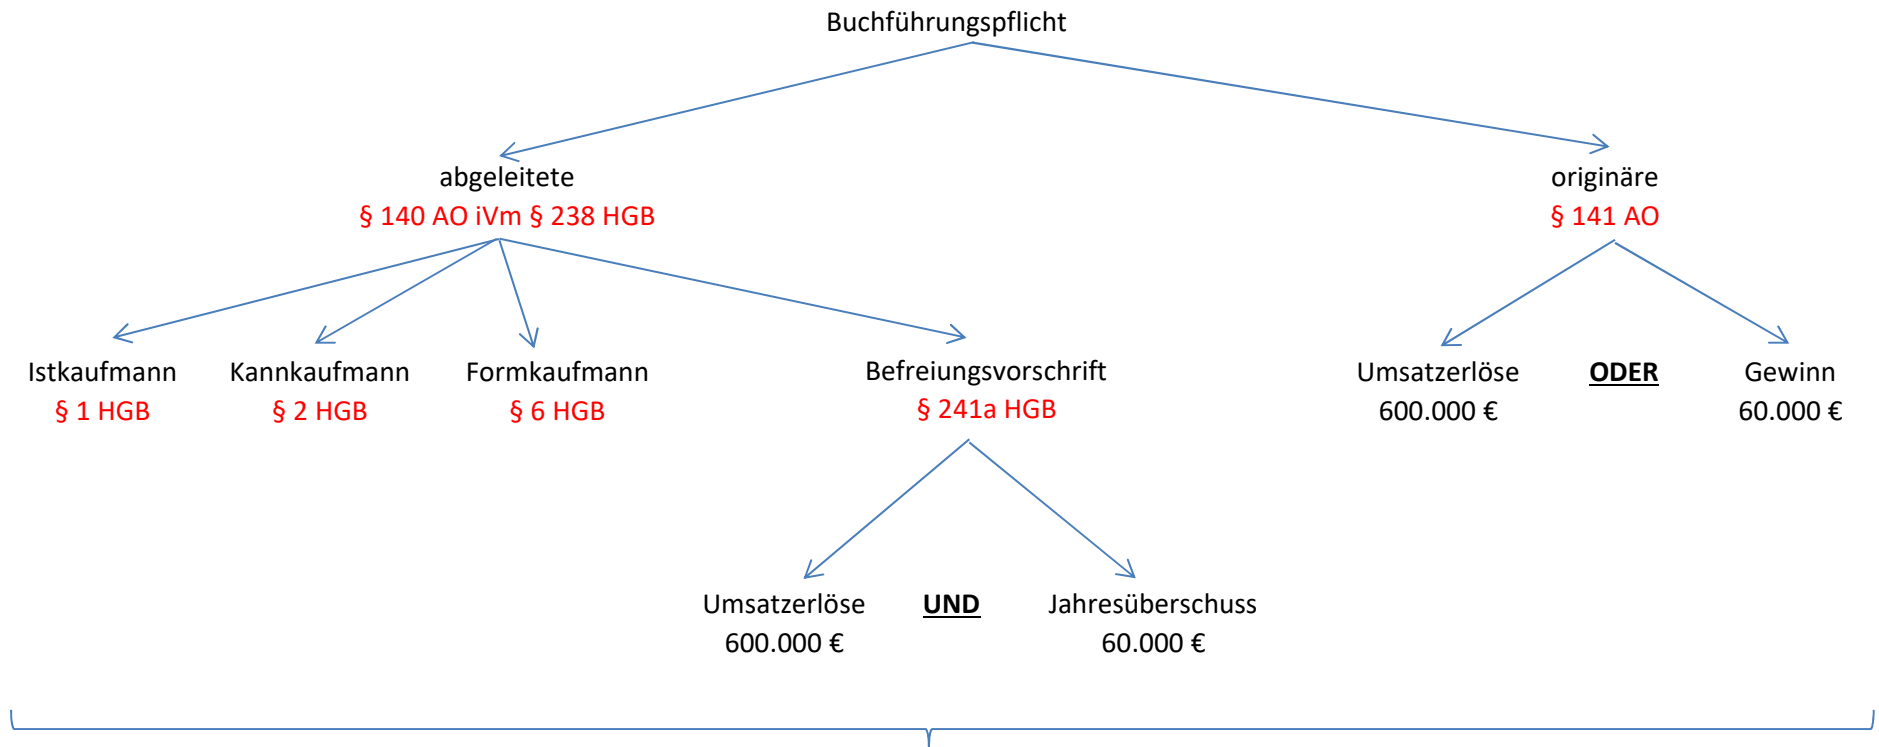 Buchführungspflicht
abgeleitete
§ 140 AO iVm § 238 HGB
originäre
§ 141 AO
Istkaufmann
§ 1 HGB
Kannkaufmann
§ 2 HGB
Formkaufmann
§ 6 HGB
Befreiungsvorschrift
§ 241a HGB
Umsatzerlöse ODER Gewinn
600.000 € 60.000 €
Umsatzerlöse UND Jahresüberschuss
600.000 € 60.000 €